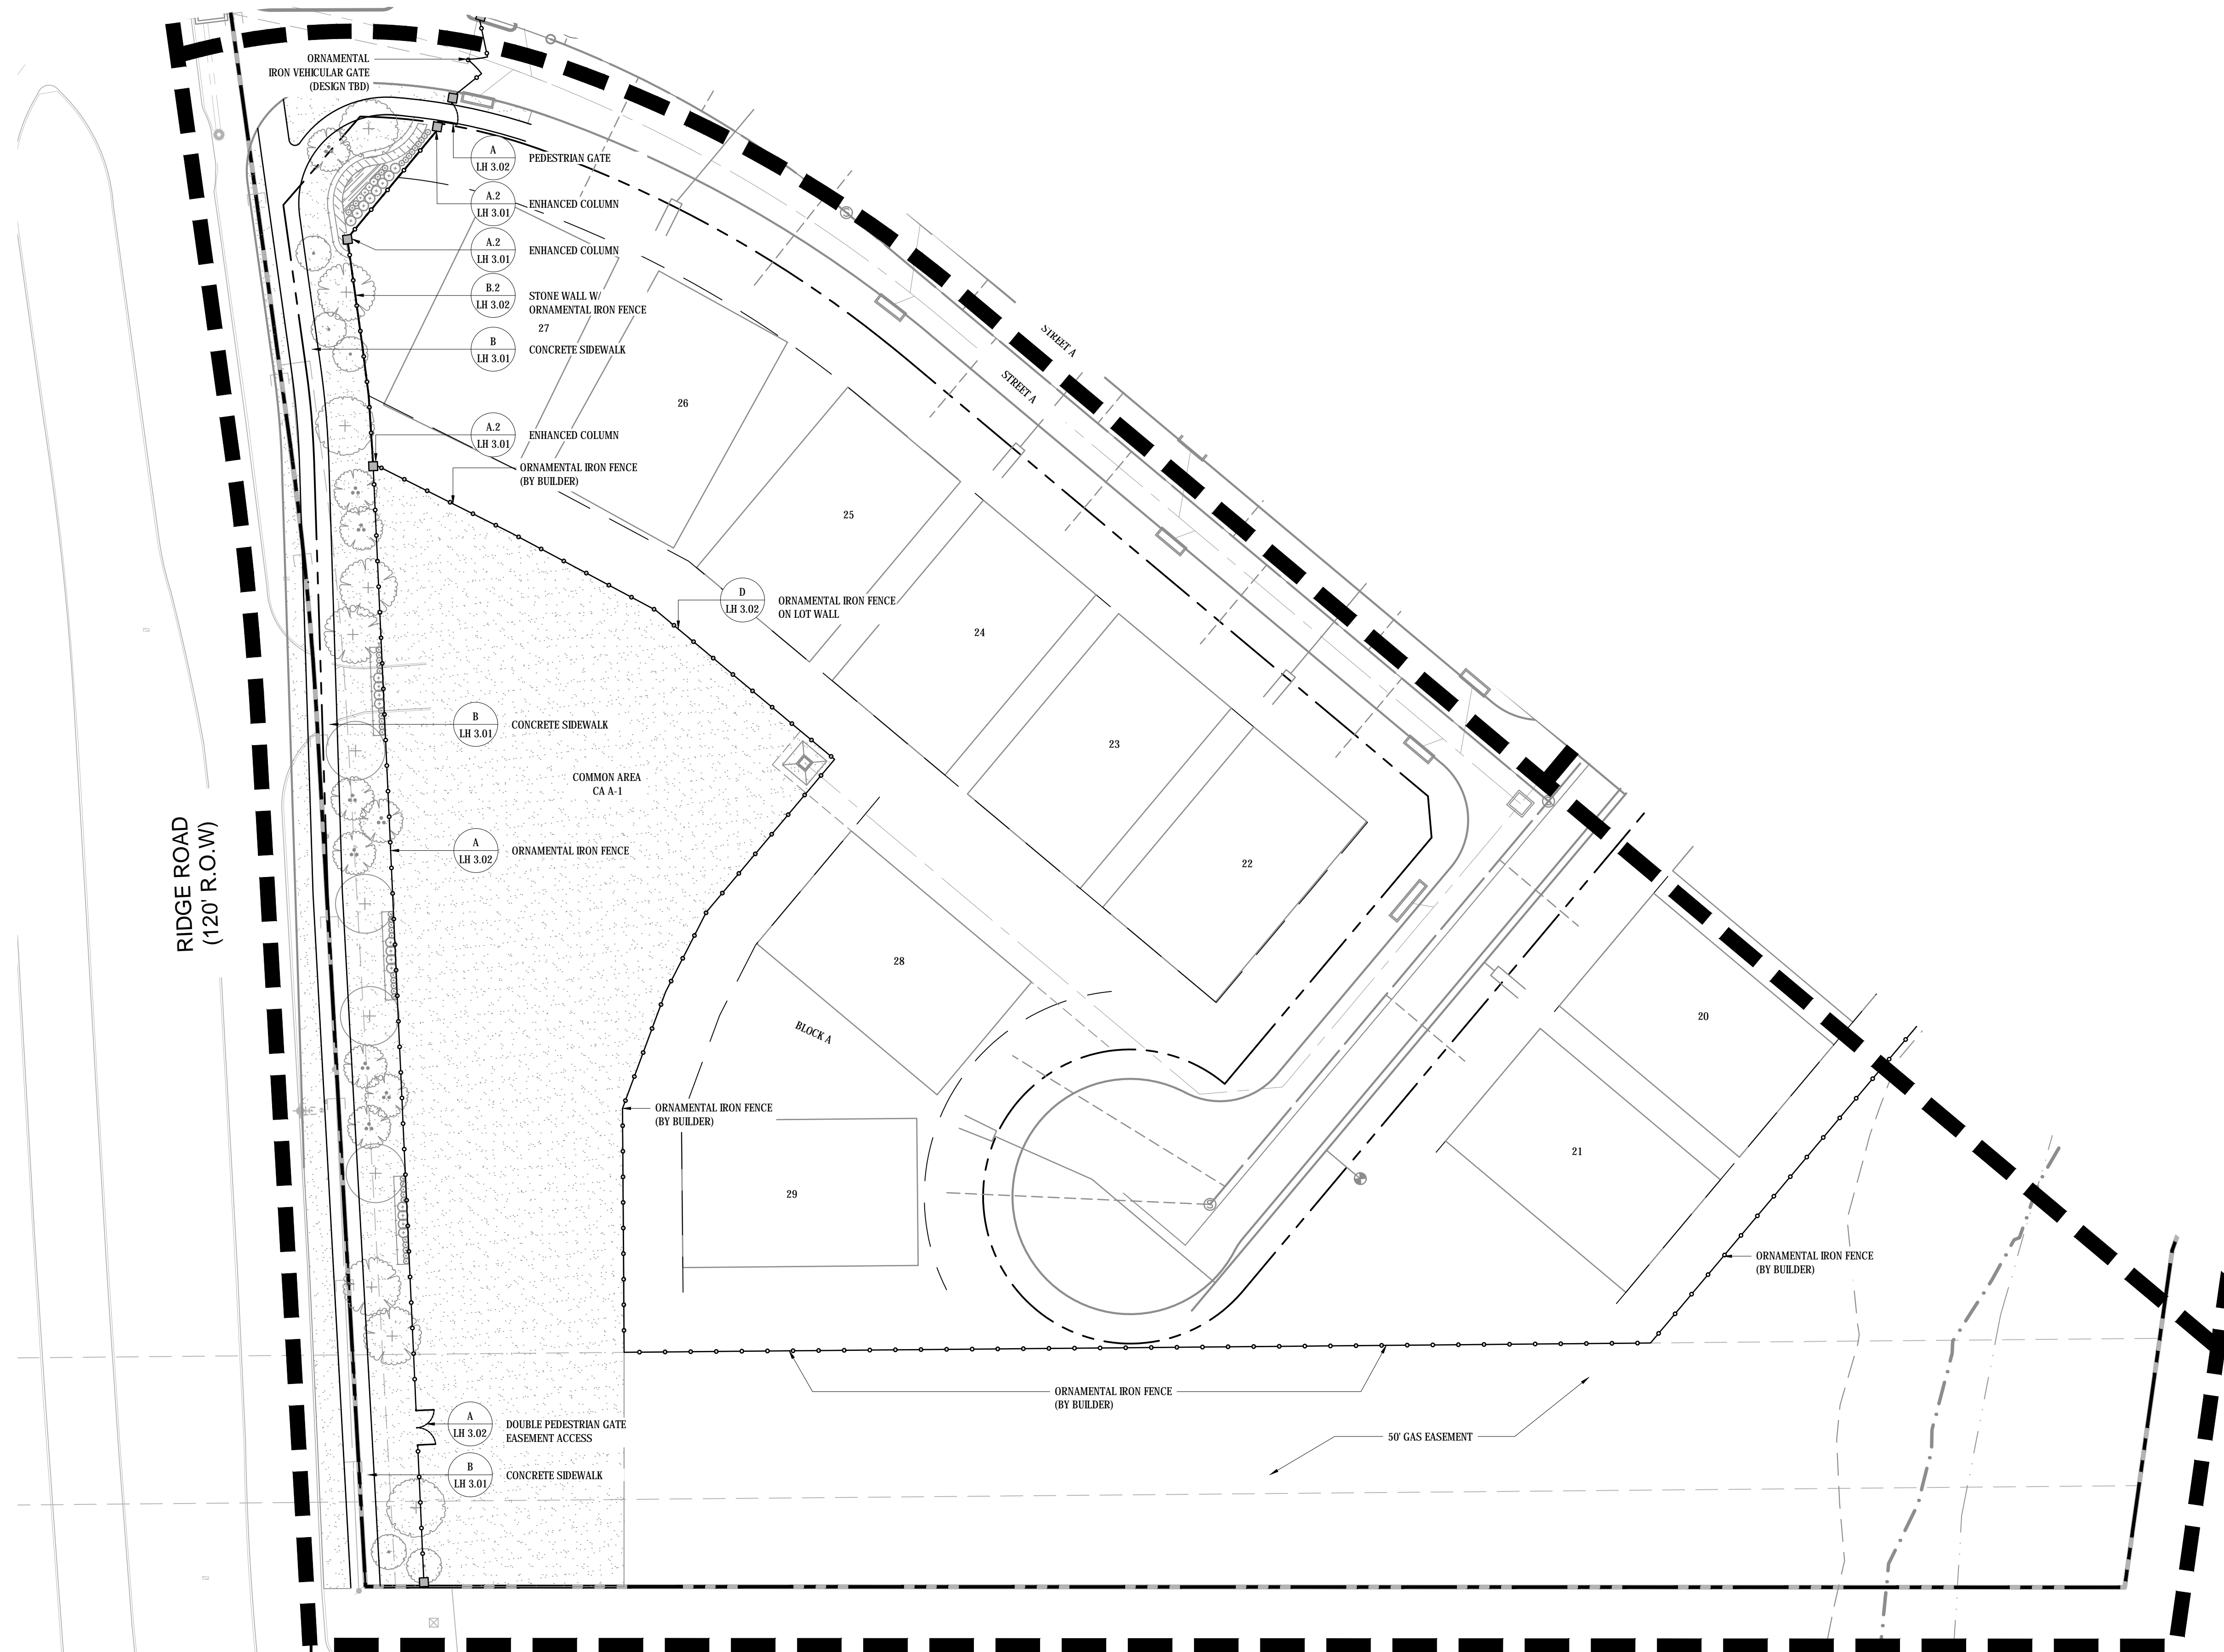 ORNAMENTAL
IRON VEHICULAR GATE
(DESIGN TBD)
A
LH 3.02
PEDESTRIAN GATE
A.2
LH 3.01
ENHANCED COLUMN
A.2
LH 3.01
ENHANCED COLUMN
B.2
LH 3.02
STONE WALL W/
ORNAMENTAL IRON FENCE
27
B
LH 3.01
CONCRETE SIDEWALK
STREET A
STREET A
26
A.2
LH 3.01
ENHANCED COLUMN
ORNAMENTAL IRON FENCE
(BY BUILDER)
25
D
LH 3.02
ORNAMENTAL IRON FENCE
ON LOT WALL
24
B
LH 3.01
CONCRETE SIDEWALK
23
COMMON AREA
CA A-1
A
LH 3.02
ORNAMENTAL IRON FENCE
22
RIDGE ROAD
(120' R.O.W)
28
20
BLOCK A
ORNAMENTAL IRON FENCE
(BY BUILDER)
21
29
ORNAMENTAL IRON FENCE
(BY BUILDER)
ORNAMENTAL IRON FENCE
(BY BUILDER)
A
LH 3.02
DOUBLE PEDESTRIAN GATE
EASEMENT ACCESS
50' GAS EASEMENT
B
LH 3.01
CONCRETE SIDEWALK